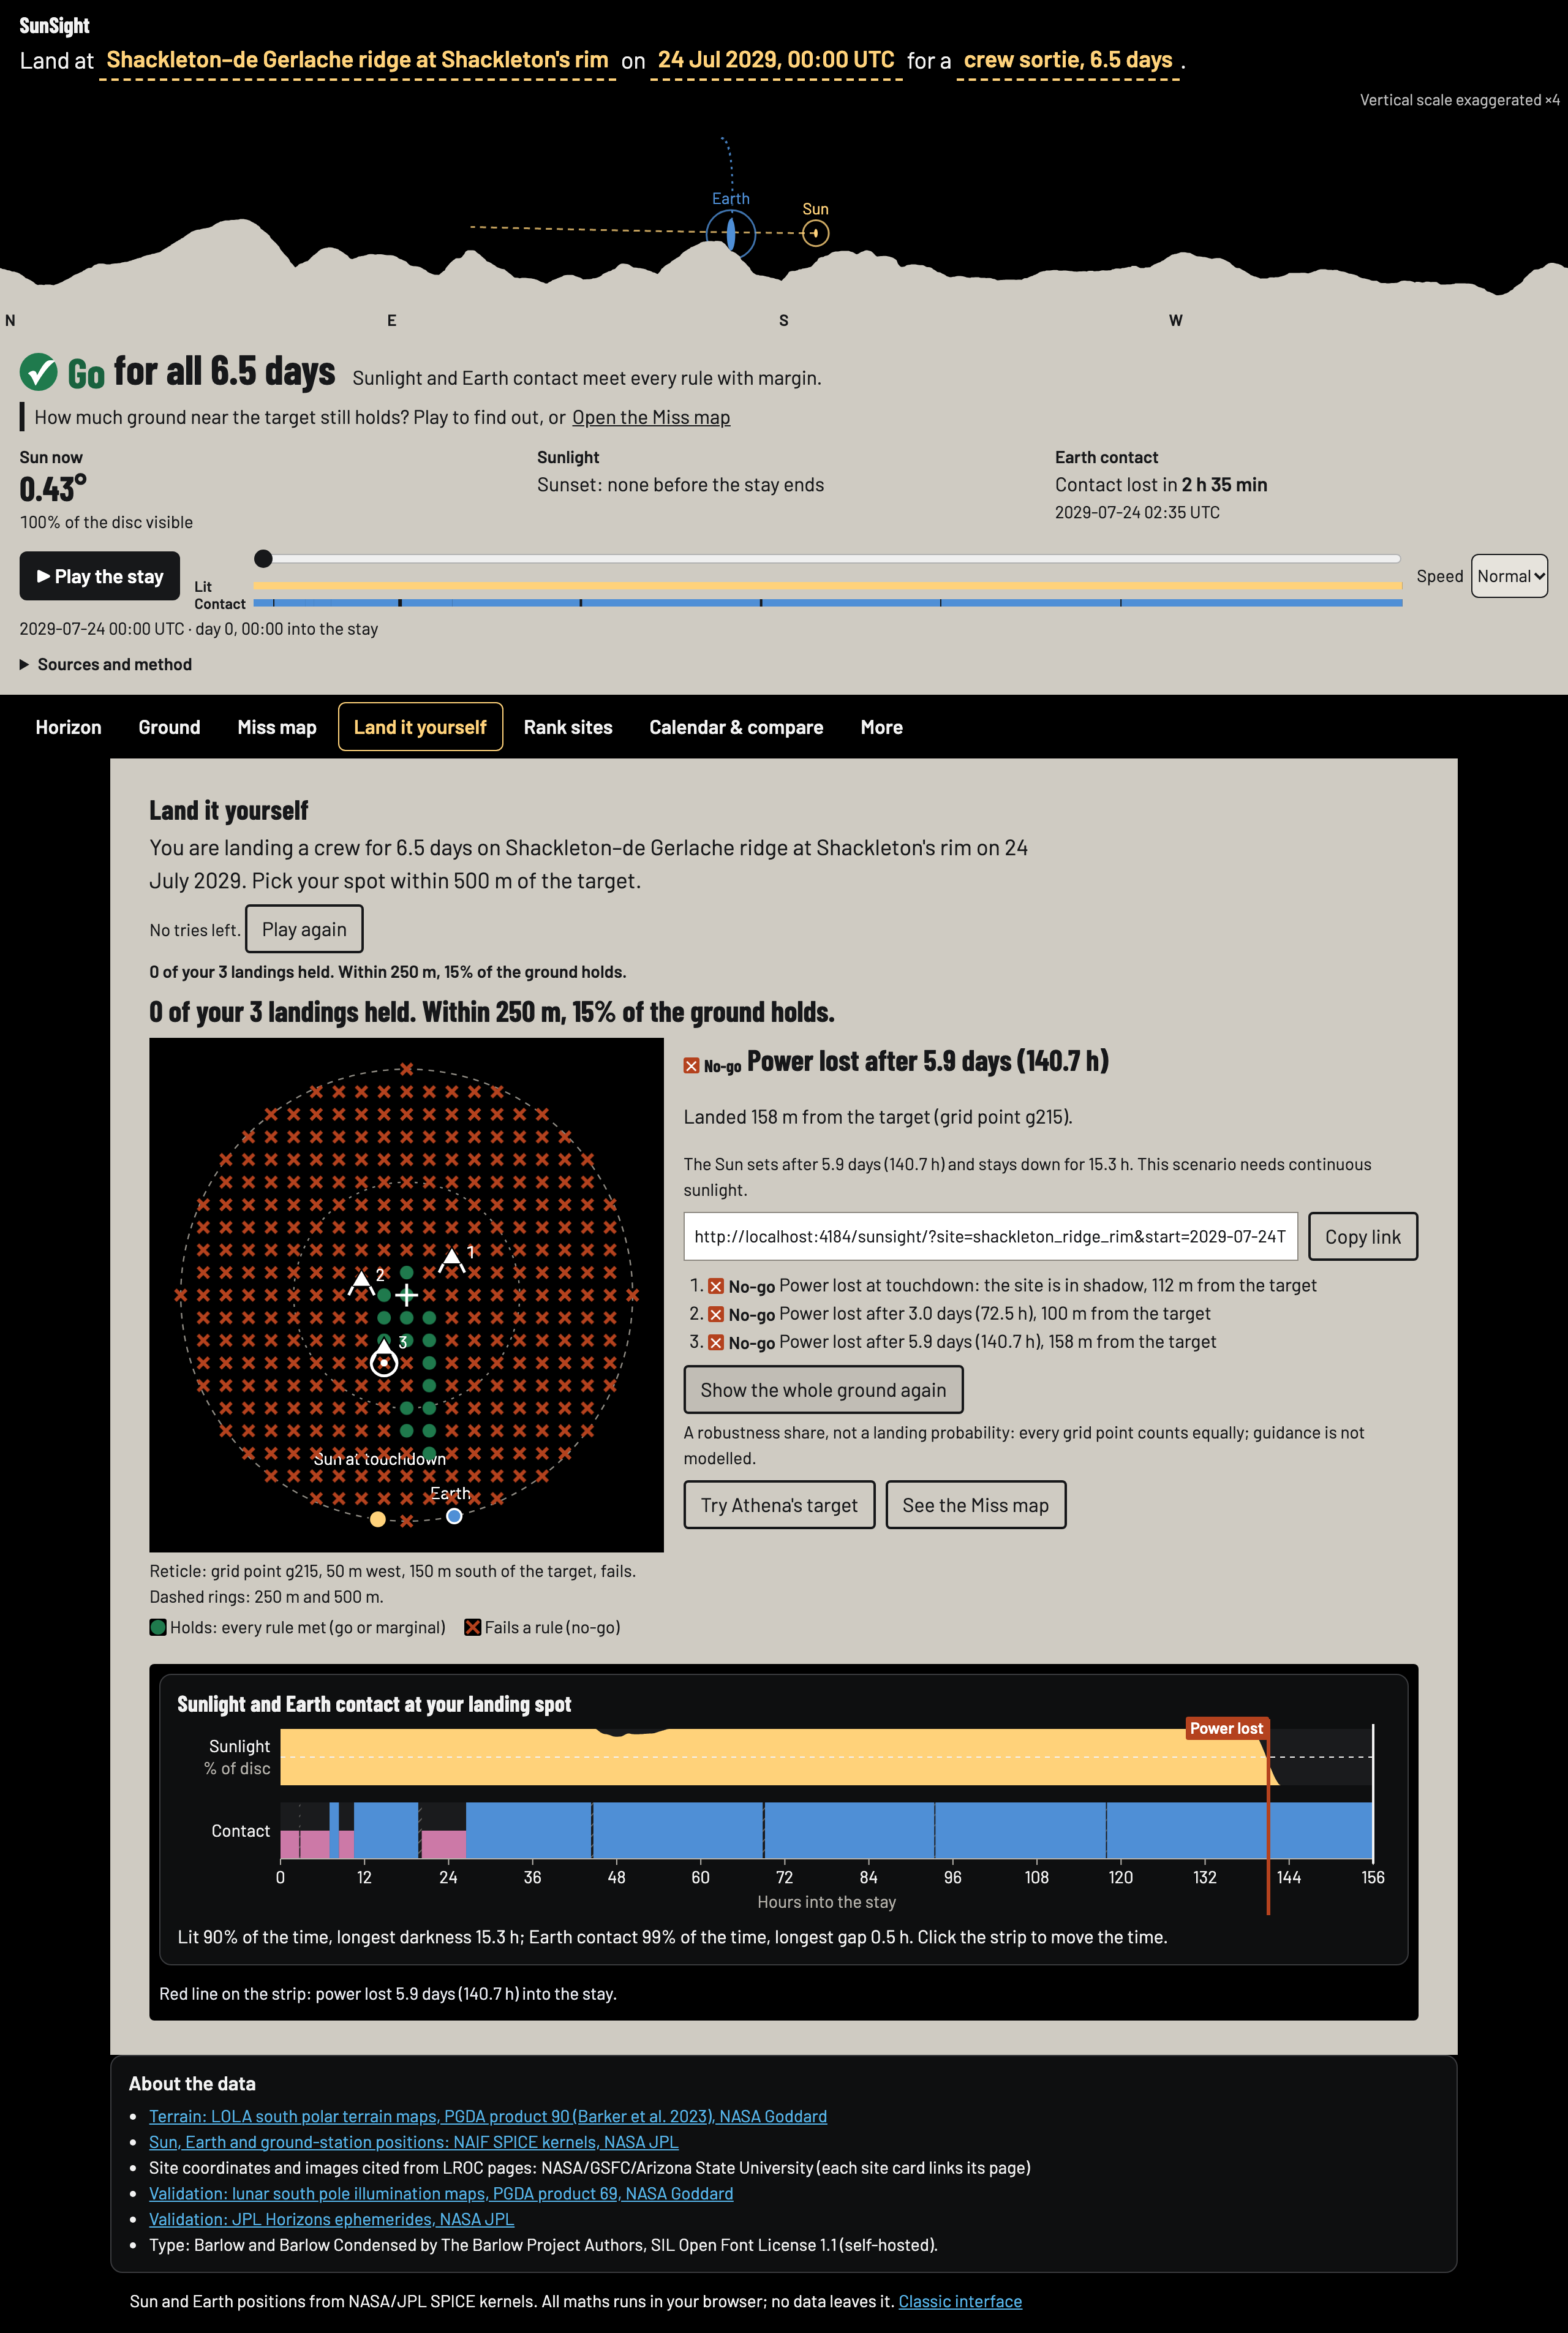 SunSight
Land at Shackleton–de Gerlache ridge at Shackleton's rim on 24 Jul 2029, 00:00 UTC for a crew sortie, 6.5 days .
Vertical scale exaggerated ×4
Earth
Sun
N E S W
Go for all 6.5 days Sunlight and Earth contact meet every rule with margin.
How much ground near the target still holds? Play to find out, or Open the Miss map
Sun now
0.43°
100% of the disc visible
Sunlight
Sunset: none before the stay ends
Earth contact
Contact lost in 2 h 35 min
2029-07-24 02:35 UTC
Play the stay
Lit
Contact
Speed Normal
2029-07-24 00:00 UTC · day 0, 00:00 into the stay
Sources and method
Horizon Ground Miss map Land it yourself Rank sites Calendar & compare More
Land it yourself
You are landing a crew for 6.5 days on Shackleton–de Gerlache ridge at Shackleton's rim on 24
July 2029. Pick your spot within 500 m of the target.
No tries left. Play again
0 of your 3 landings held. Within 250 m, 15% of the ground holds.
0 of your 3 landings held. Within 250 m, 15% of the ground holds.
1
2
3
Sun at touchdown
Earth
Reticle: grid point g215, 50 m west, 150 m south of the target, fails.
Dashed rings: 250 m and 500 m.
Holds: every rule met (go or marginal) Fails a rule (no-go)
No-go Power lost after 5.9 days (140.7 h)
Landed 158 m from the target (grid point g215).
The Sun sets after 5.9 days (140.7 h) and stays down for 15.3 h. This scenario needs continuous
sunlight.
http://localhost:4184/sunsight/?site=shackleton_ridge_rim&start=2029-07-24T
Copy link
1. No-go Power lost at touchdown: the site is in shadow, 112 m from the target
2. No-go Power lost after 3.0 days (72.5 h), 100 m from the target
3. No-go Power lost after 5.9 days (140.7 h), 158 m from the target
Show the whole ground again
A robustness share, not a landing probability: every grid point counts equally; guidance is not
modelled.
Try Athena's target See the Miss map
Sunlight and Earth contact at your landing spot
Power lost
Sunlight
% of disc
Contact
0 12 24 36 48 60 72 84 96 108 120 132 144 156
Hours into the stay
Lit 90% of the time, longest darkness 15.3 h; Earth contact 99% of the time, longest gap 0.5 h. Click the strip to move the time.
Red line on the strip: power lost 5.9 days (140.7 h) into the stay.
About the data
Terrain: LOLA south polar terrain maps, PGDA product 90 (Barker et al. 2023), NASA Goddard
Sun, Earth and ground-station positions: NAIF SPICE kernels, NASA JPL
Site coordinates and images cited from LROC pages: NASA/GSFC/Arizona State University (each site card links its page)
Validation: lunar south pole illumination maps, PGDA product 69, NASA Goddard
Validation: JPL Horizons ephemerides, NASA JPL
Type: Barlow and Barlow Condensed by The Barlow Project Authors, SIL Open Font License 1.1 (self-hosted).
Sun and Earth positions from NASA/JPL SPICE kernels. All maths runs in your browser; no data leaves it. Classic interface